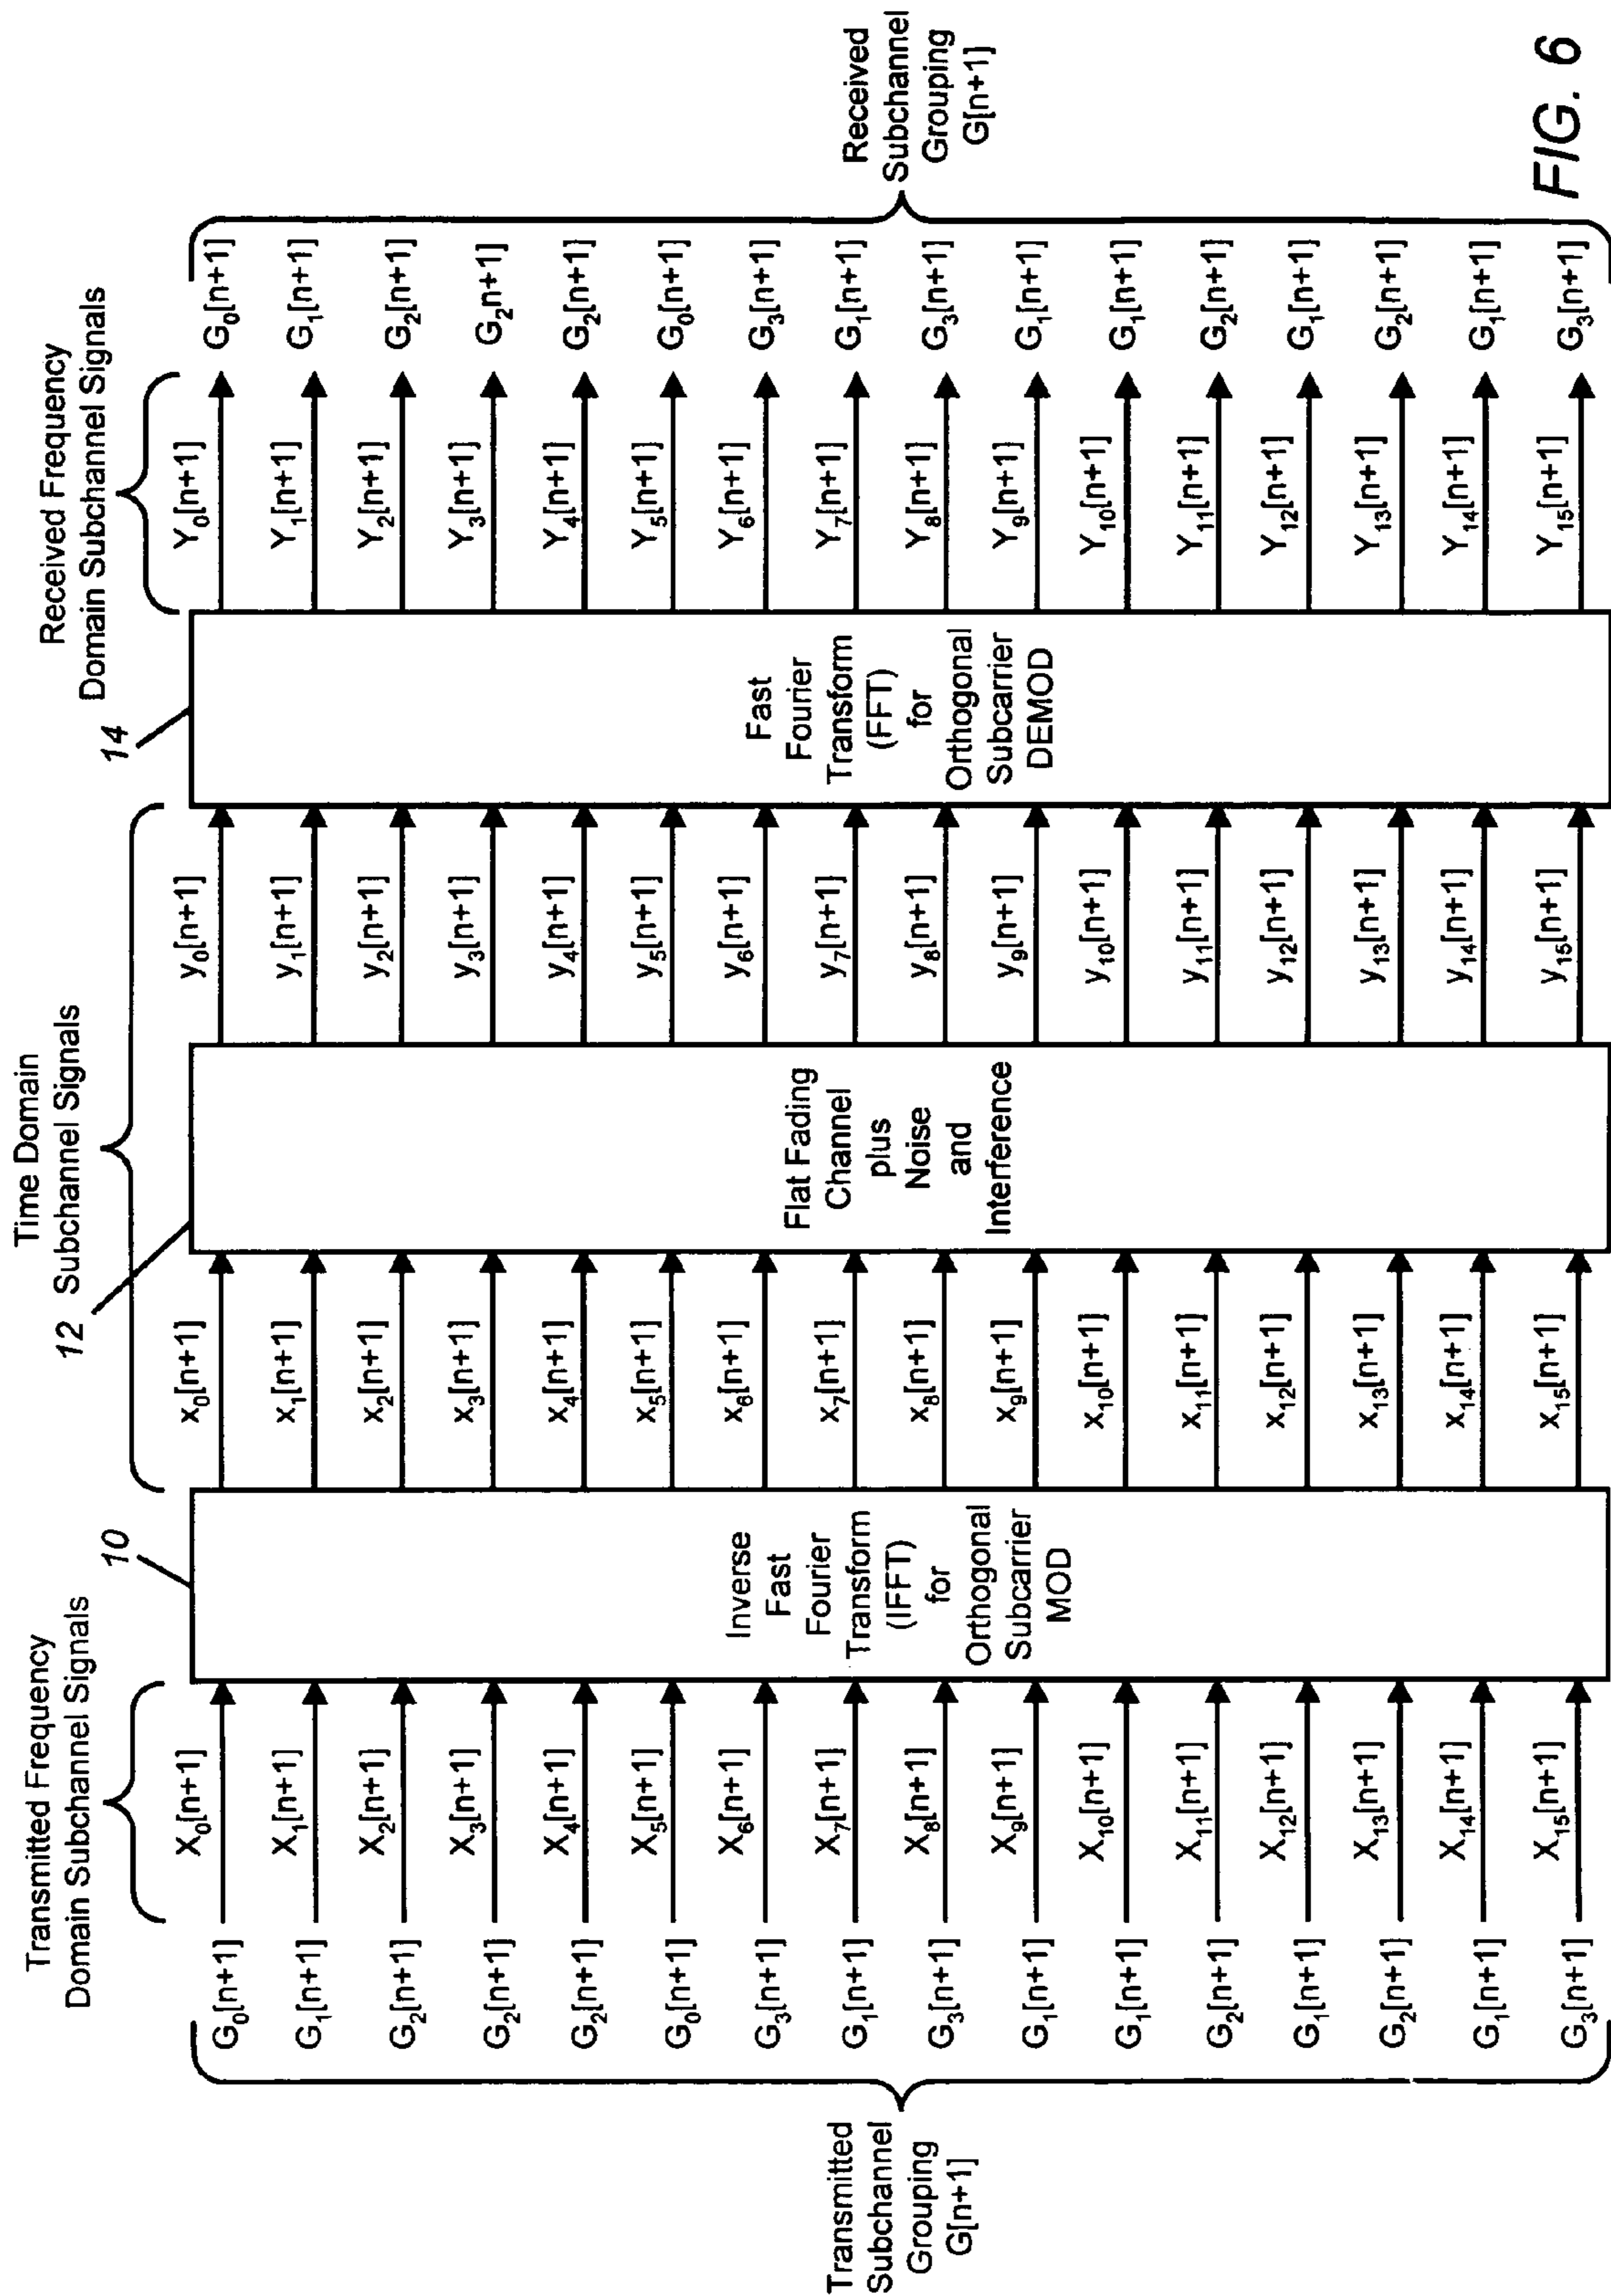 Transmitted Frequency
Domain Subchannel Signals
Time Domain
Subchannel Signals
Received Frequency
Domain Subchannel Signals
10
12
14
Transmitted
Subchannel
Grouping
G[n+1]
G₀[n+1] X₀[n+1] x₀[n+1] y₀[n+1] Y₀[n+1] G₀[n+1]
G₁[n+1] X₁[n+1] x₁[n+1] y₁[n+1] Y₁[n+1] G₁[n+1]
G₂[n+1] X₂[n+1] x₂[n+1] y₂[n+1] Y₂[n+1] G₂[n+1]
G₂[n+1] X₃[n+1] x₃[n+1] y₃[n+1] Y₃[n+1] G₂n+1]
G₂[n+1] X₄[n+1] x₄[n+1] y₄[n+1] Y₄[n+1] G₂[n+1]
G₀[n+1] X₅[n+1] x₅[n+1] y₅[n+1] Y₅[n+1] G₀[n+1]
G₃[n+1] X₆[n+1] x₆[n+1] y₆[n+1] Y₆[n+1] G₃[n+1]
G₁[n+1] X₇[n+1] x₇[n+1] y₇[n+1] Y₇[n+1] G₁[n+1]
G₃[n+1] X₈[n+1] x₈[n+1] y₈[n+1] Y₈[n+1] G₃[n+1]
G₁[n+1] X₉[n+1] x₉[n+1] y₉[n+1] Y₉[n+1] G₁[n+1]
G₁[n+1] X₁₀[n+1] x₁₀[n+1] y₁₀[n+1] Y₁₀[n+1] G₁[n+1]
G₂[n+1] X₁₁[n+1] x₁₁[n+1] y₁₁[n+1] Y₁₁[n+1] G₂[n+1]
G₁[n+1] X₁₂[n+1] x₁₂[n+1] y₁₂[n+1] Y₁₂[n+1] G₁[n+1]
G₂[n+1] X₁₃[n+1] x₁₃[n+1] y₁₃[n+1] Y₁₃[n+1] G₂[n+1]
G₁[n+1] X₁₄[n+1] x₁₄[n+1] y₁₄[n+1] Y₁₄[n+1] G₁[n+1]
G₃[n+1] X₁₅[n+1] x₁₅[n+1] y₁₅[n+1] Y₁₅[n+1] G₃[n+1]
Inverse
Fast
Fourier
Transform
(IFFT)
for
Orthogonal
Subcarrier
MOD
Flat Fading
Channel
plus
Noise
and
Interference
Fast
Fourier
Transform
(FFT)
for
Orthogonal
Subcarrier
DEMOD
Received
Subchannel
Grouping
G[n+1]
FIG. 6